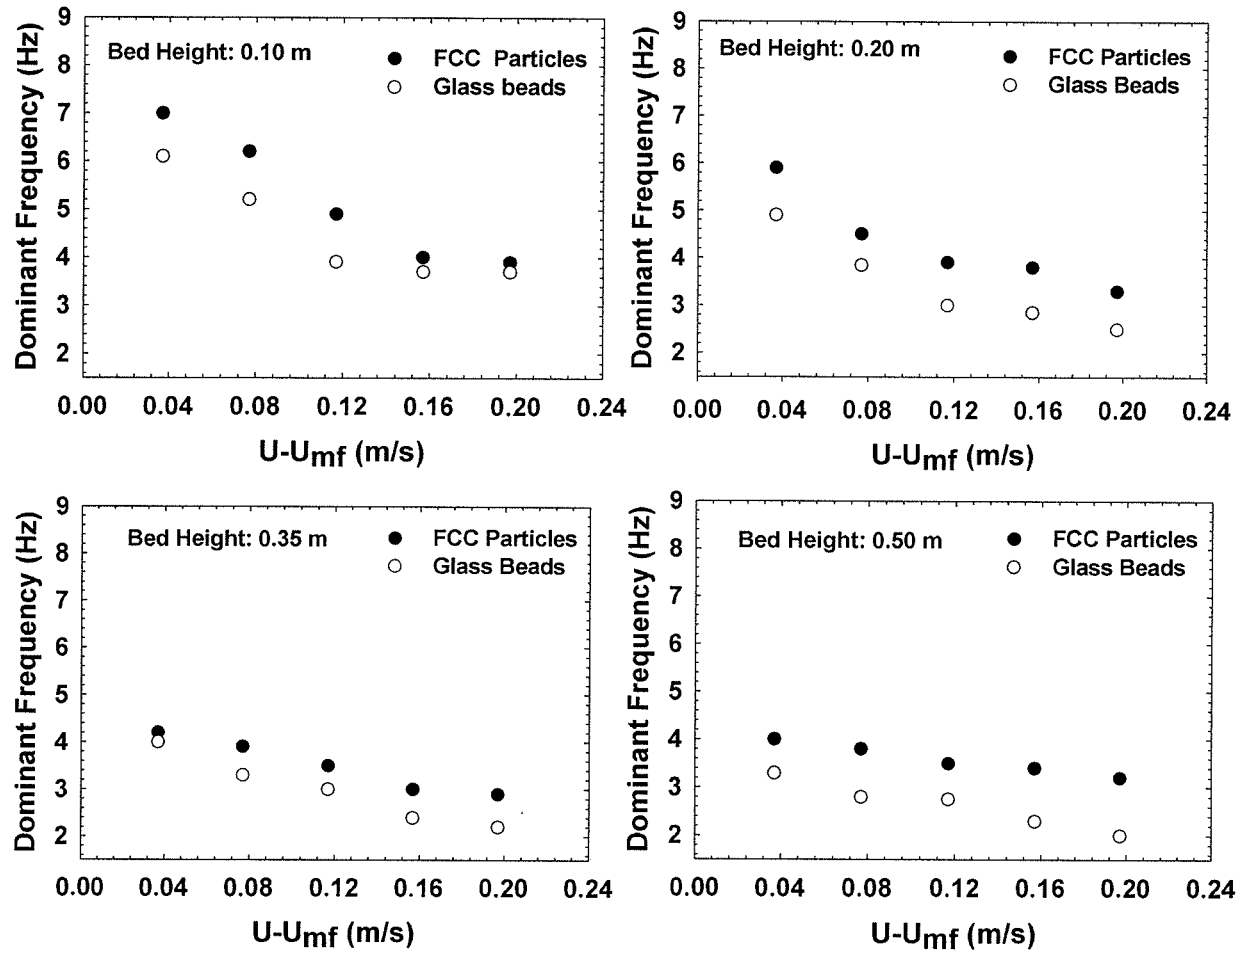 Dominant Frequency (Hz)
9
8
7
6
5
4
3
2
Bed Height: 0.10 m
FCC Particles
Glass beads
0.00 0.04 0.08 0.12 0.16 0.20 0.24
U-Umf (m/s)
Dominant Frequency (Hz)
9
8
7
6
5
4
3
2
Bed Height: 0.20 m
FCC Particles
Glass Beads
0.00 0.04 0.08 0.12 0.16 0.20 0.24
U-Umf (m/s)
Dominant Frequency (Hz)
9
8
7
6
5
4
3
2
Bed Height: 0.35 m
FCC Particles
Glass Beads
0.00 0.04 0.08 0.12 0.16 0.20 0.24
U-Umf (m/s)
Dominant Frequency (Hz)
9
8
7
6
5
4
3
2
Bed Height: 0.50 m
FCC Particles
Glass Beads
0.00 0.04 0.08 0.12 0.16 0.20 0.24
U-Umf (m/s)